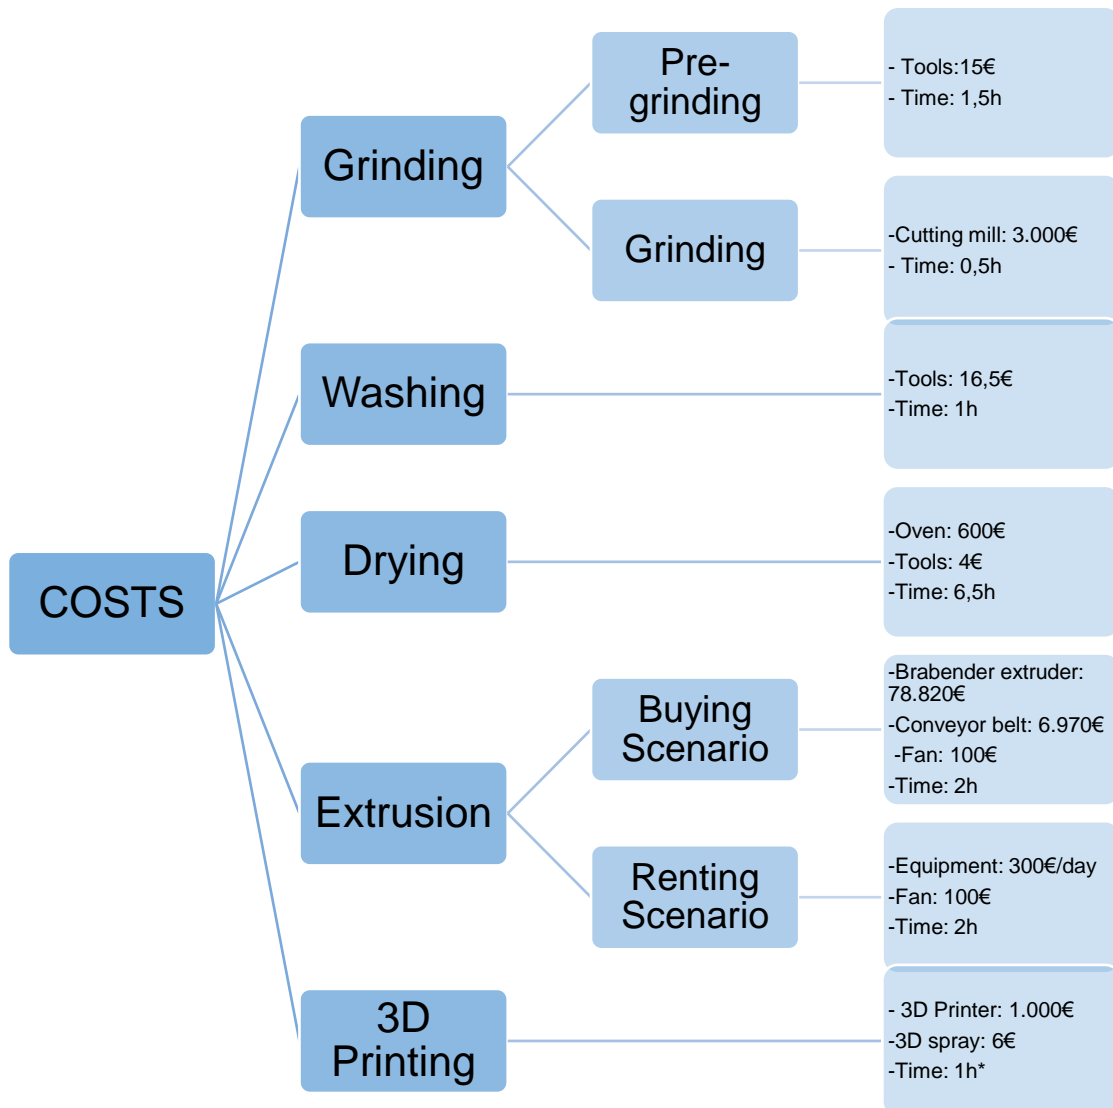 Pre-
grinding
- Tools:15€
- Time: 1,5h
Grinding
Grinding
-Cutting mill: 3.000€
- Time: 0,5h
Washing
-Tools: 16,5€
-Time: 1h
Drying
-Oven: 600€
-Tools: 4€
-Time: 6,5h
COSTS
Buying
Scenario
-Brabender extruder:
78.820€
-Conveyor belt: 6.970€
-Fan: 100€
-Time: 2h
Extrusion
Renting
Scenario
-Equipment: 300€/day
-Fan: 100€
-Time: 2h
3D
Printing
- 3D Printer: 1.000€
-3D spray: 6€
-Time: 1h*